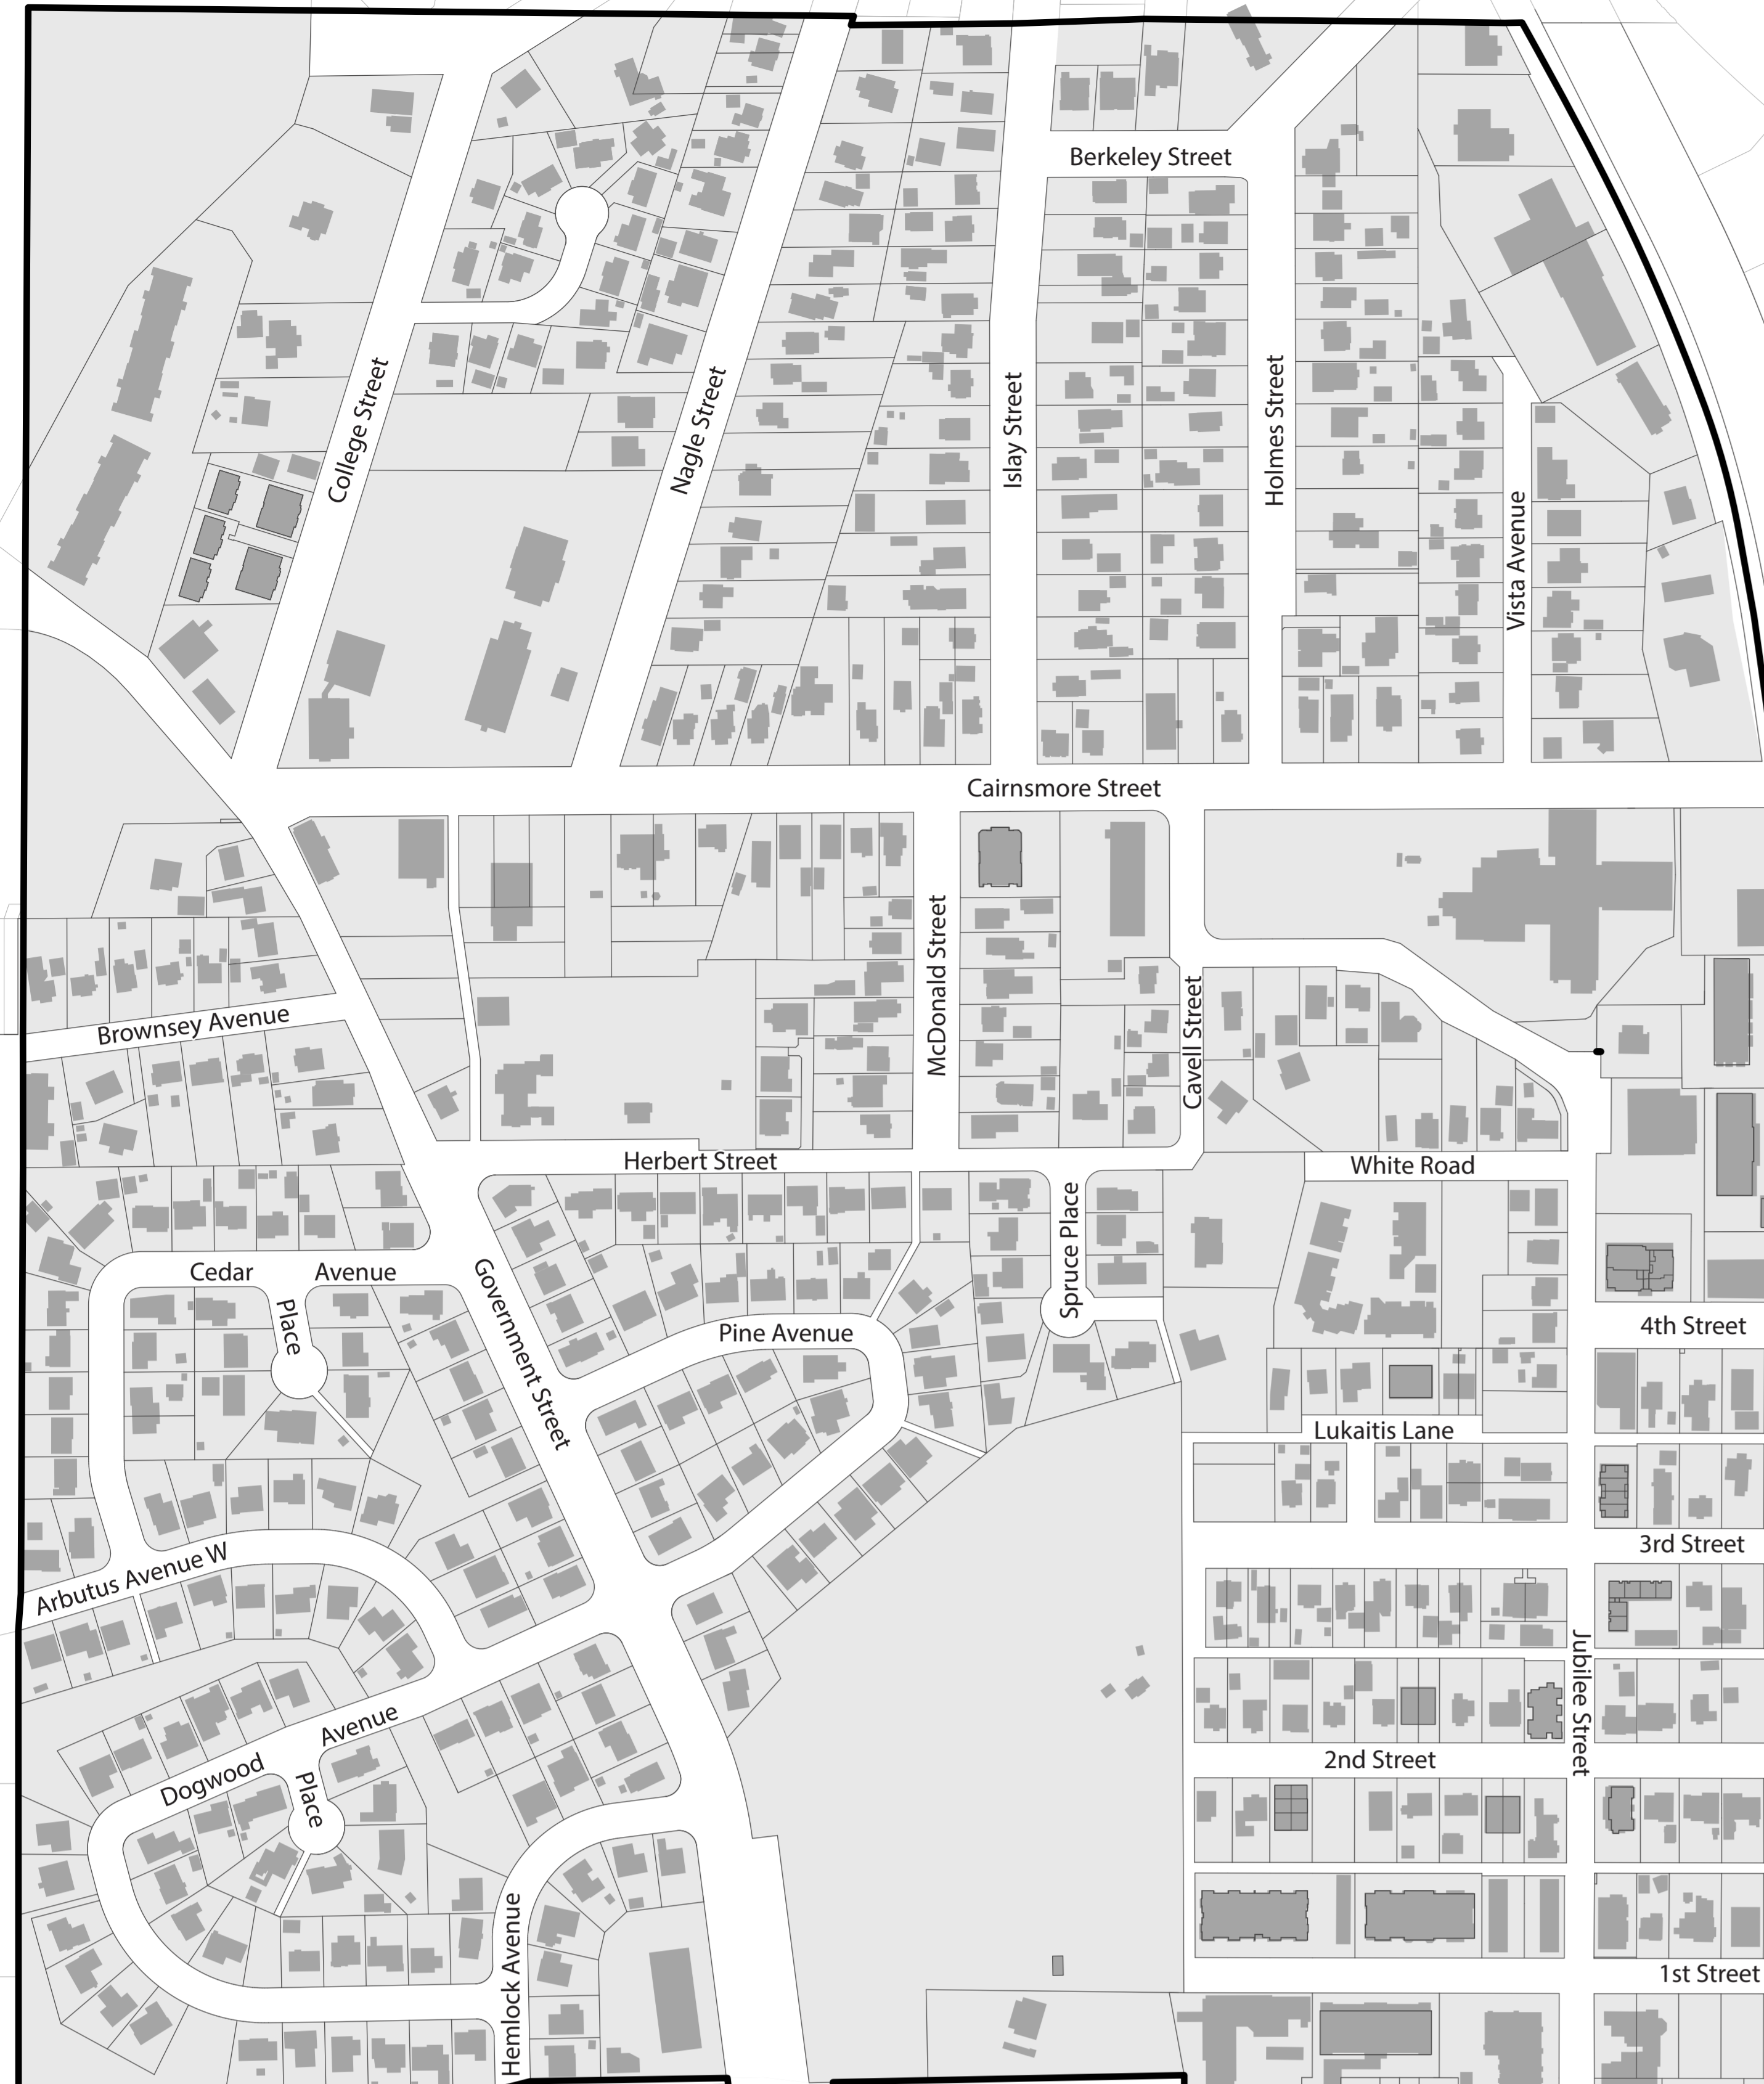 Berkeley Street
College Street
Nagle Street
Islay Street
Holmes Street
Vista Avenue
Cairnsmore Street
McDonald Street
Cavell Street
Brownsey Avenue
Herbert Street
White Road
Spruce Place
Cedar Avenue
Place
Government Street
Pine Avenue
4th Street
Lukaitis Lane
3rd Street
Arbutus Avenue W
Jubilee Street
Dogwood Avenue
Place
2nd Street
Hemlock Avenue
1st Street